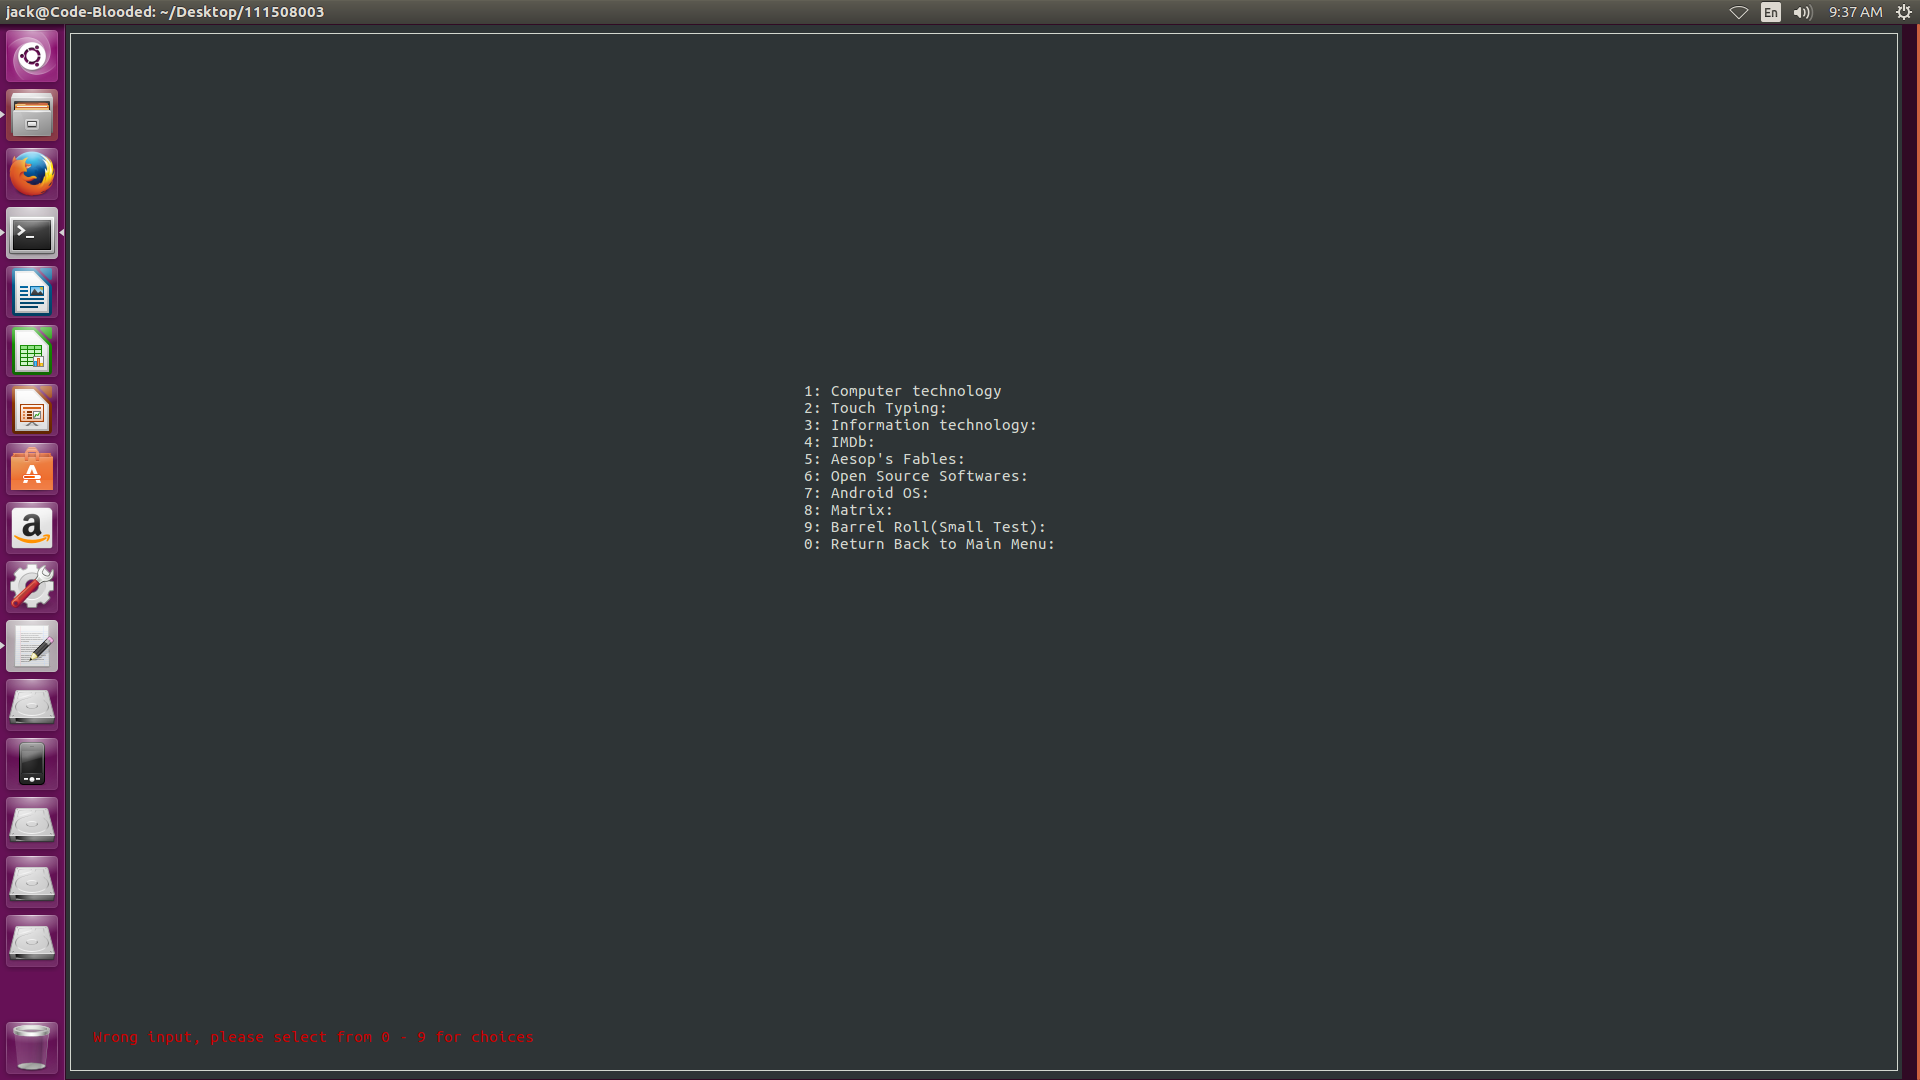 jack@Code-Blooded: ~/Desktop/111508003
En
9:37 AM
1: Computer technology
2: Touch Typing:
3: Information technology:
4: IMDb:
5: Aesop's Fables:
6: Open Source Softwares:
7: Android OS:
8: Matrix:
9: Barrel Roll(Small Test):
0: Return Back to Main Menu:
Wrong input, please select from 0 - 9 for choices